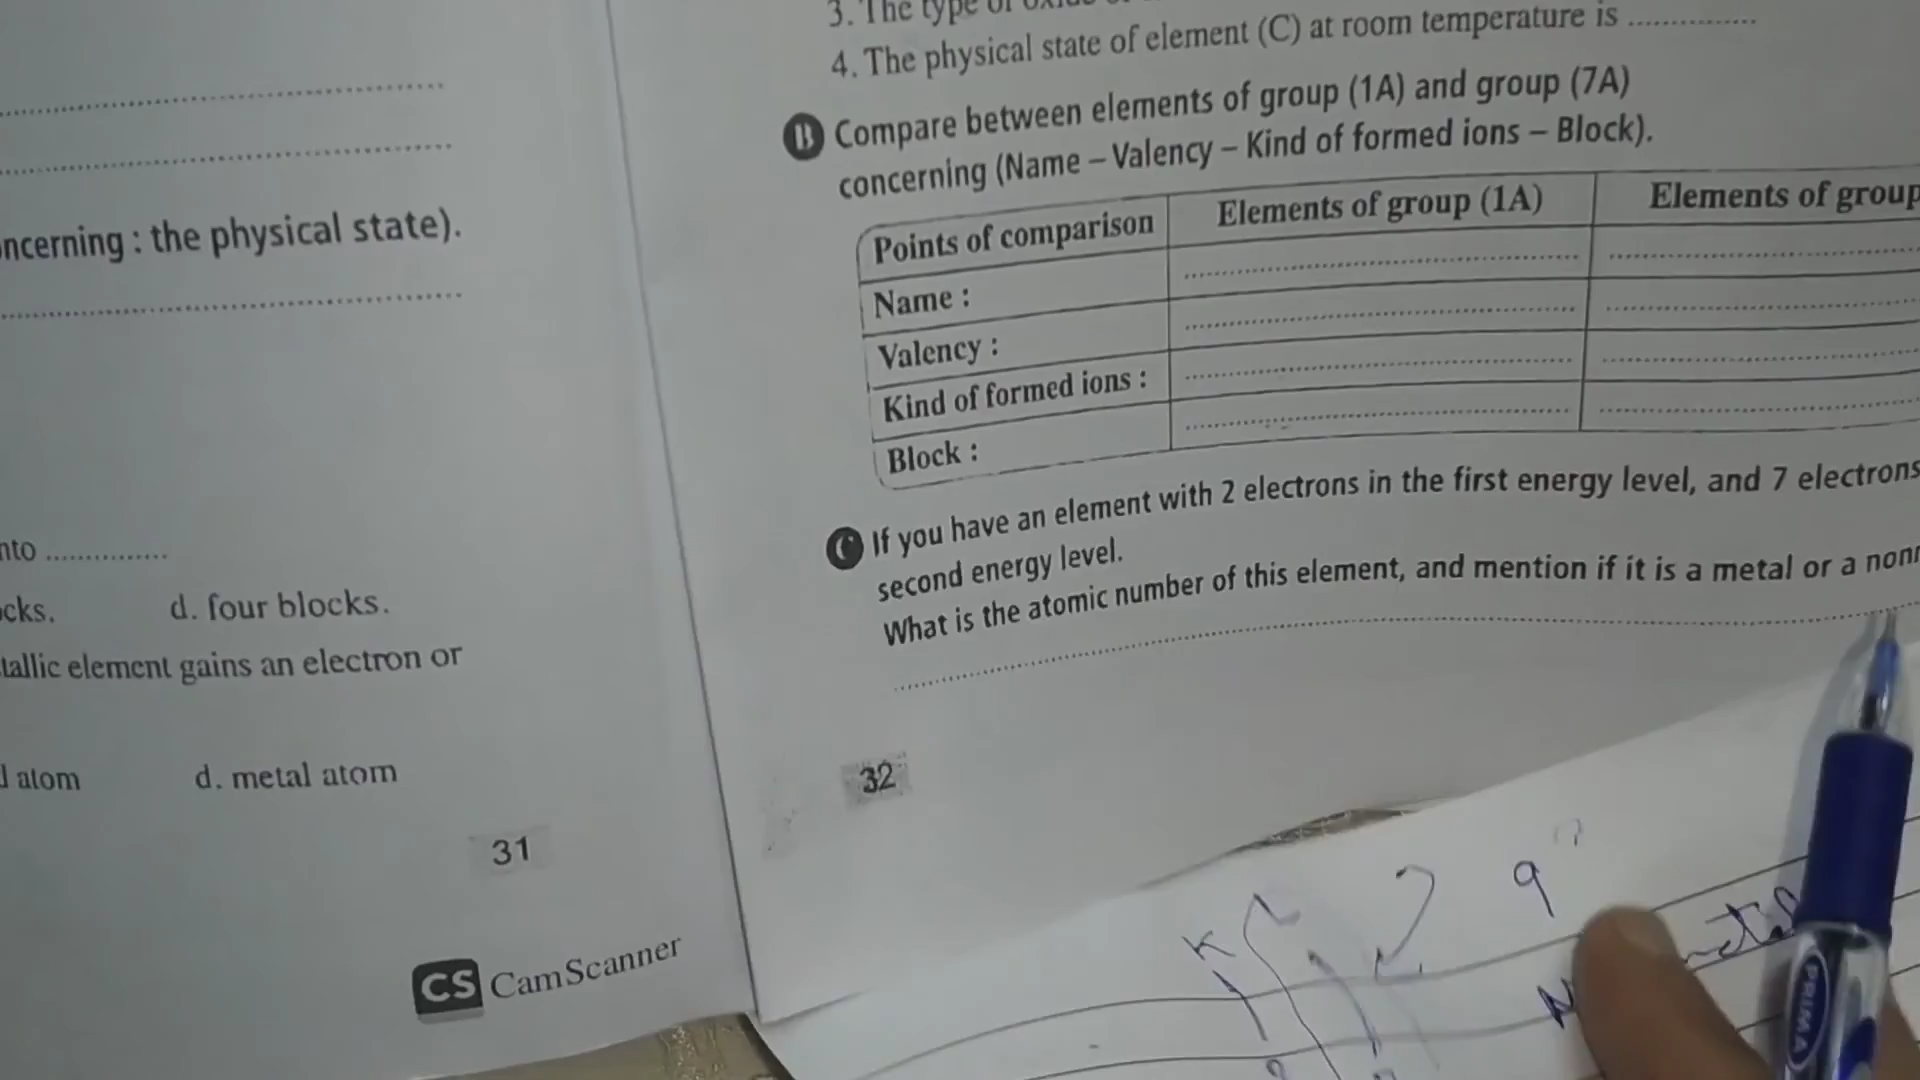 ncerning : the physical state).
nto ...............
cks. d. four blocks.
tallic element gains an electron or
atom d. metal atom
31
CS CamScanner
3. The type of
4. The physical state of element (C) at room temperature is ...............
B Compare between elements of group (1A) and group (7A)
concerning (Name – Valency – Kind of formed ions – Block).
Points of comparison Elements of group (1A) Elements of group
Name :
Valency :
Kind of formed ions :
Block :
C If you have an element with 2 electrons in the first energy level, and 7 electrons
second energy level.
What is the atomic number of this element, and mention if it is a metal or a non
32
K 9
PRIMA